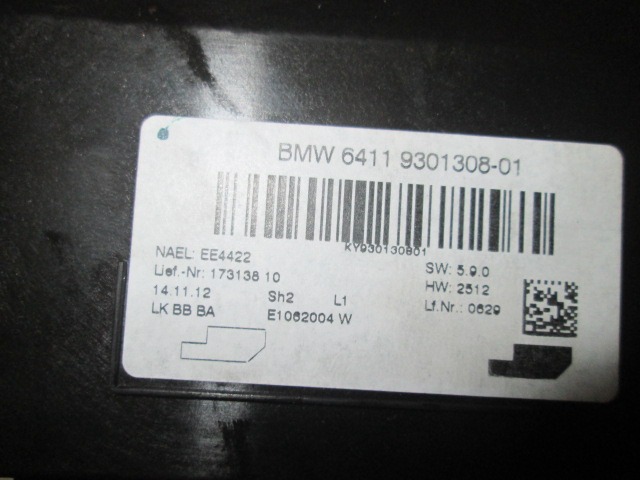 BMW 6411 9301308-01
KY930130801
NAEL: EE4422
Lief.-Nr: 173138 10
14.11.12 Sh2 L1
LK BB BA E1062004 W
SW: 5.9.0
HW: 2512
Lf.Nr.: 0629